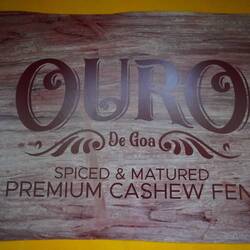 OURO
De Goa
SPICED & MATURED
PREMIUM CASHEW FEN